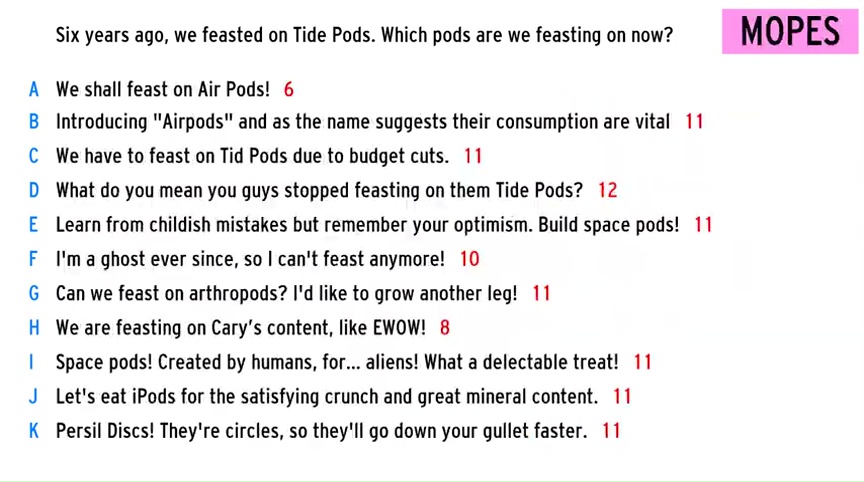 Six years ago, we feasted on Tide Pods. Which pods are we feasting on now?
MOPES
A We shall feast on Air Pods! 6
B Introducing "Airpods" and as the name suggests their consumption are vital 11
C We have to feast on Tid Pods due to budget cuts. 11
D What do you mean you guys stopped feasting on them Tide Pods? 12
E Learn from childish mistakes but remember your optimism. Build space pods! 11
F I'm a ghost ever since, so I can't feast anymore! 10
G Can we feast on arthropods? I'd like to grow another leg! 11
H We are feasting on Cary’s content, like EWOW! 8
I Space pods! Created by humans, for... aliens! What a delectable treat! 11
J Let's eat iPods for the satisfying crunch and great mineral content. 11
K Persil Discs! They're circles, so they'll go down your gullet faster. 11